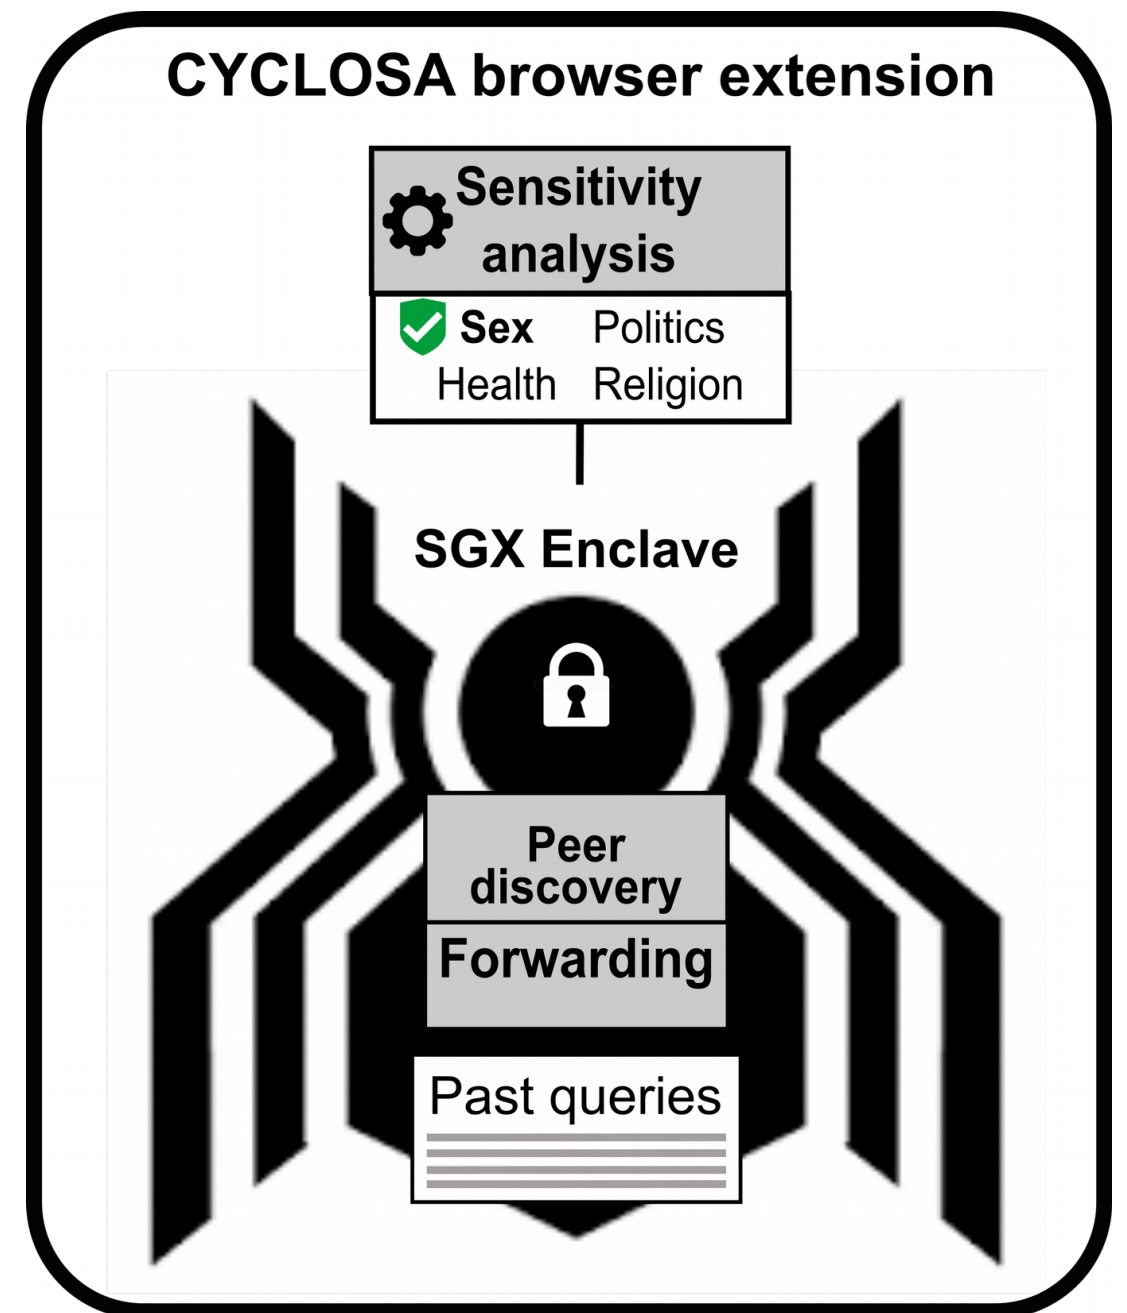 CYCLOSA browser extension
Sensitivity
analysis
Sex Politics
Health Religion
SGX Enclave
Peer
discovery
Forwarding
Past queries